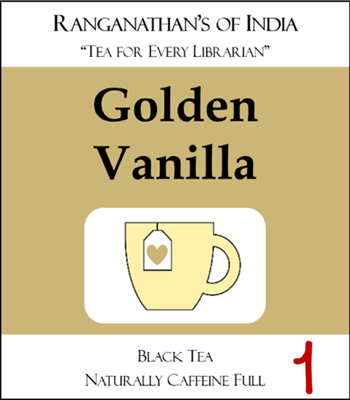 Ranganathan's of India
"Tea for Every Librarian"
Golden
Vanilla
Black Tea
Naturally Caffeine Full
1